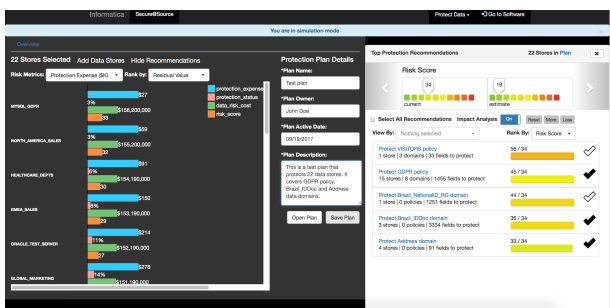 Informatica Secure@Source Protect Data Go to Software
You are in simulation mode
Overview
22 Stores Selected Add Data Stores Hide Recommendations
Risk Metrics: Protection Expense ($K) Rank by: Residual Value
protection_expense
protection_status
data_risk_cost
risk_score
MYSQL_GDPR
$27
3%
$156,200,000
33
NORTH_AMERICA_SALES
$59
3%
$155,200,000
32
HEALTHCARE_DEPTS
$91
6%
$154,190,000
30
EMEA_SALES
$150
8%
$153,190,000
29
ORACLE_TEST_SERVER
$214
11%
$152,190,000
27
GLOBAL_MARKETING
$278
14%
$151,190,000
Protection Plan Details
*Plan Name:
Test plan
*Plan Owner:
John Doe
*Plan Active Date:
09/19/2017
*Plan Description:
This is a test plan that
protects 22 data stores. It
covers GDPR policy,
Brazil_IDDoc and Address
data domains.
Open Plan Save Plan
Top Protection Recommendations 22 Stores in Plan x
Risk Score
34 19
current estimate
Select All Recommendations Impact Analysis On Reset More Less
View By: Nothing selected Rank By: Risk Score
Protect VISITORS policy
1 store | 3 domains | 33 fields to protect
56 / 34
Protect GDPR policy
15 stores | 8 domains | 1455 fields to protect
45 / 34
Protect Brazil_NationalID_RG domain
1 store | 0 policies | 1251 fields to protect
44 / 34
Protect Brazil_IDDoc domain
3 stores | 0 policies | 3334 fields to protect
36 / 34
Protect Address domain
4 stores | 0 policies | 91 fields to protect
33 / 34